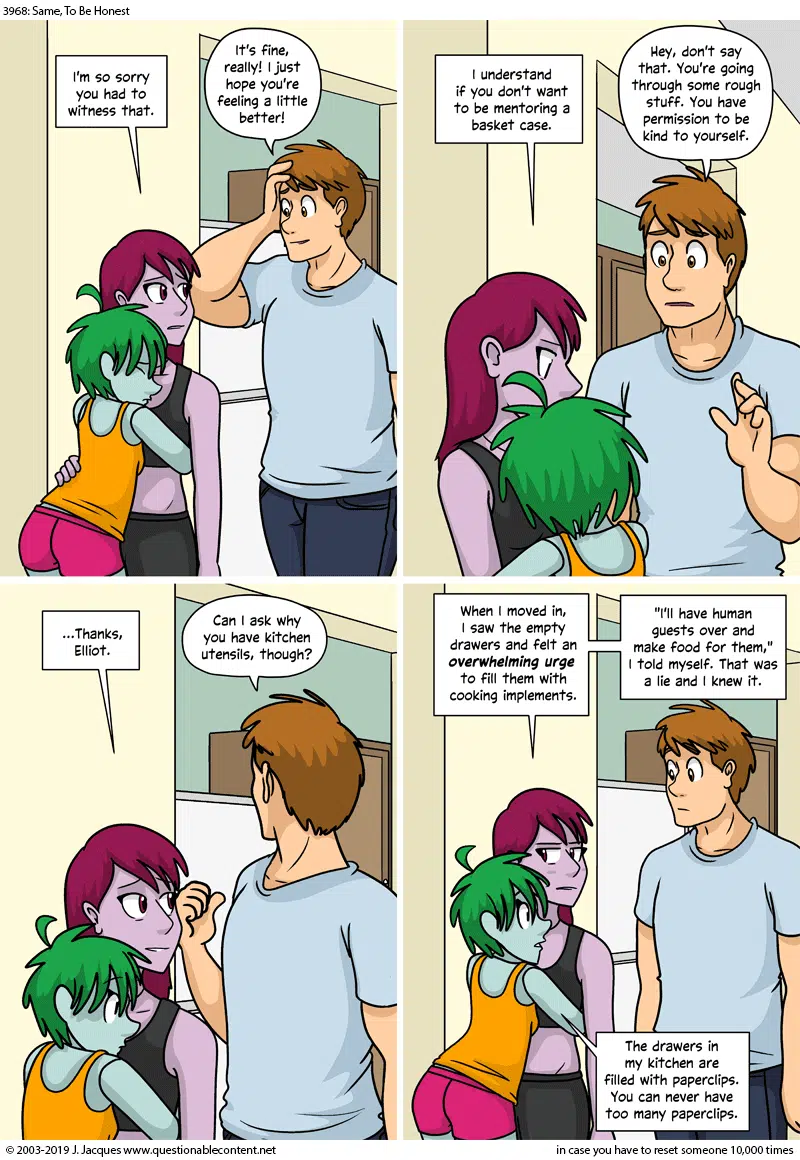 3968: Same, To Be Honest
I'm so sorry
you had to
witness that.
It's fine,
really! I just
hope you're
feeling a little
better!
I understand
if you don't want
to be mentoring a
basket case.
Hey, don't say
that. You're going
through some rough
stuff. You have
permission to be
kind to yourself.
...Thanks,
Elliot.
Can I ask why
you have kitchen
utensils, though?
When I moved in,
I saw the empty
drawers and felt an
overwhelming urge
to fill them with
cooking implements.
"I'll have human
guests over and
make food for them,"
I told myself. That was
a lie and I knew it.
The drawers in
my kitchen are
filled with paperclips.
You can never have
too many paperclips.
© 2003-2019 J. Jacques www.questionablecontent.net
in case you have to reset someone 10,000 times